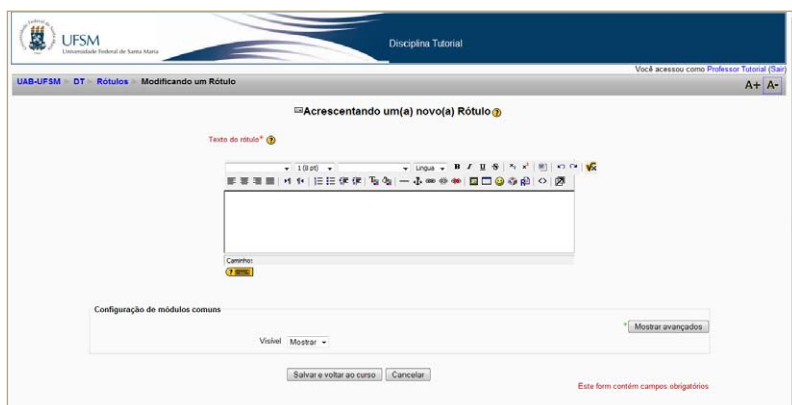 UFSM
Universidade Federal de Santa Maria
Disciplina Tutorial
Você acessou como Professor Tutorial (Sair)
UAB-UFSM ► DT ► Rótulos ► Modificando um Rótulo
A+ A-
Acrescentando um(a) novo(a) Rótulo
Texto do rótulo*
1 (8 pt) Língua B I U S
Caminho:
Configuração de módulos comuns
* Mostrar avançados
Visível Mostrar
Salvar e voltar ao curso Cancelar
Este form contém campos obrigatórios